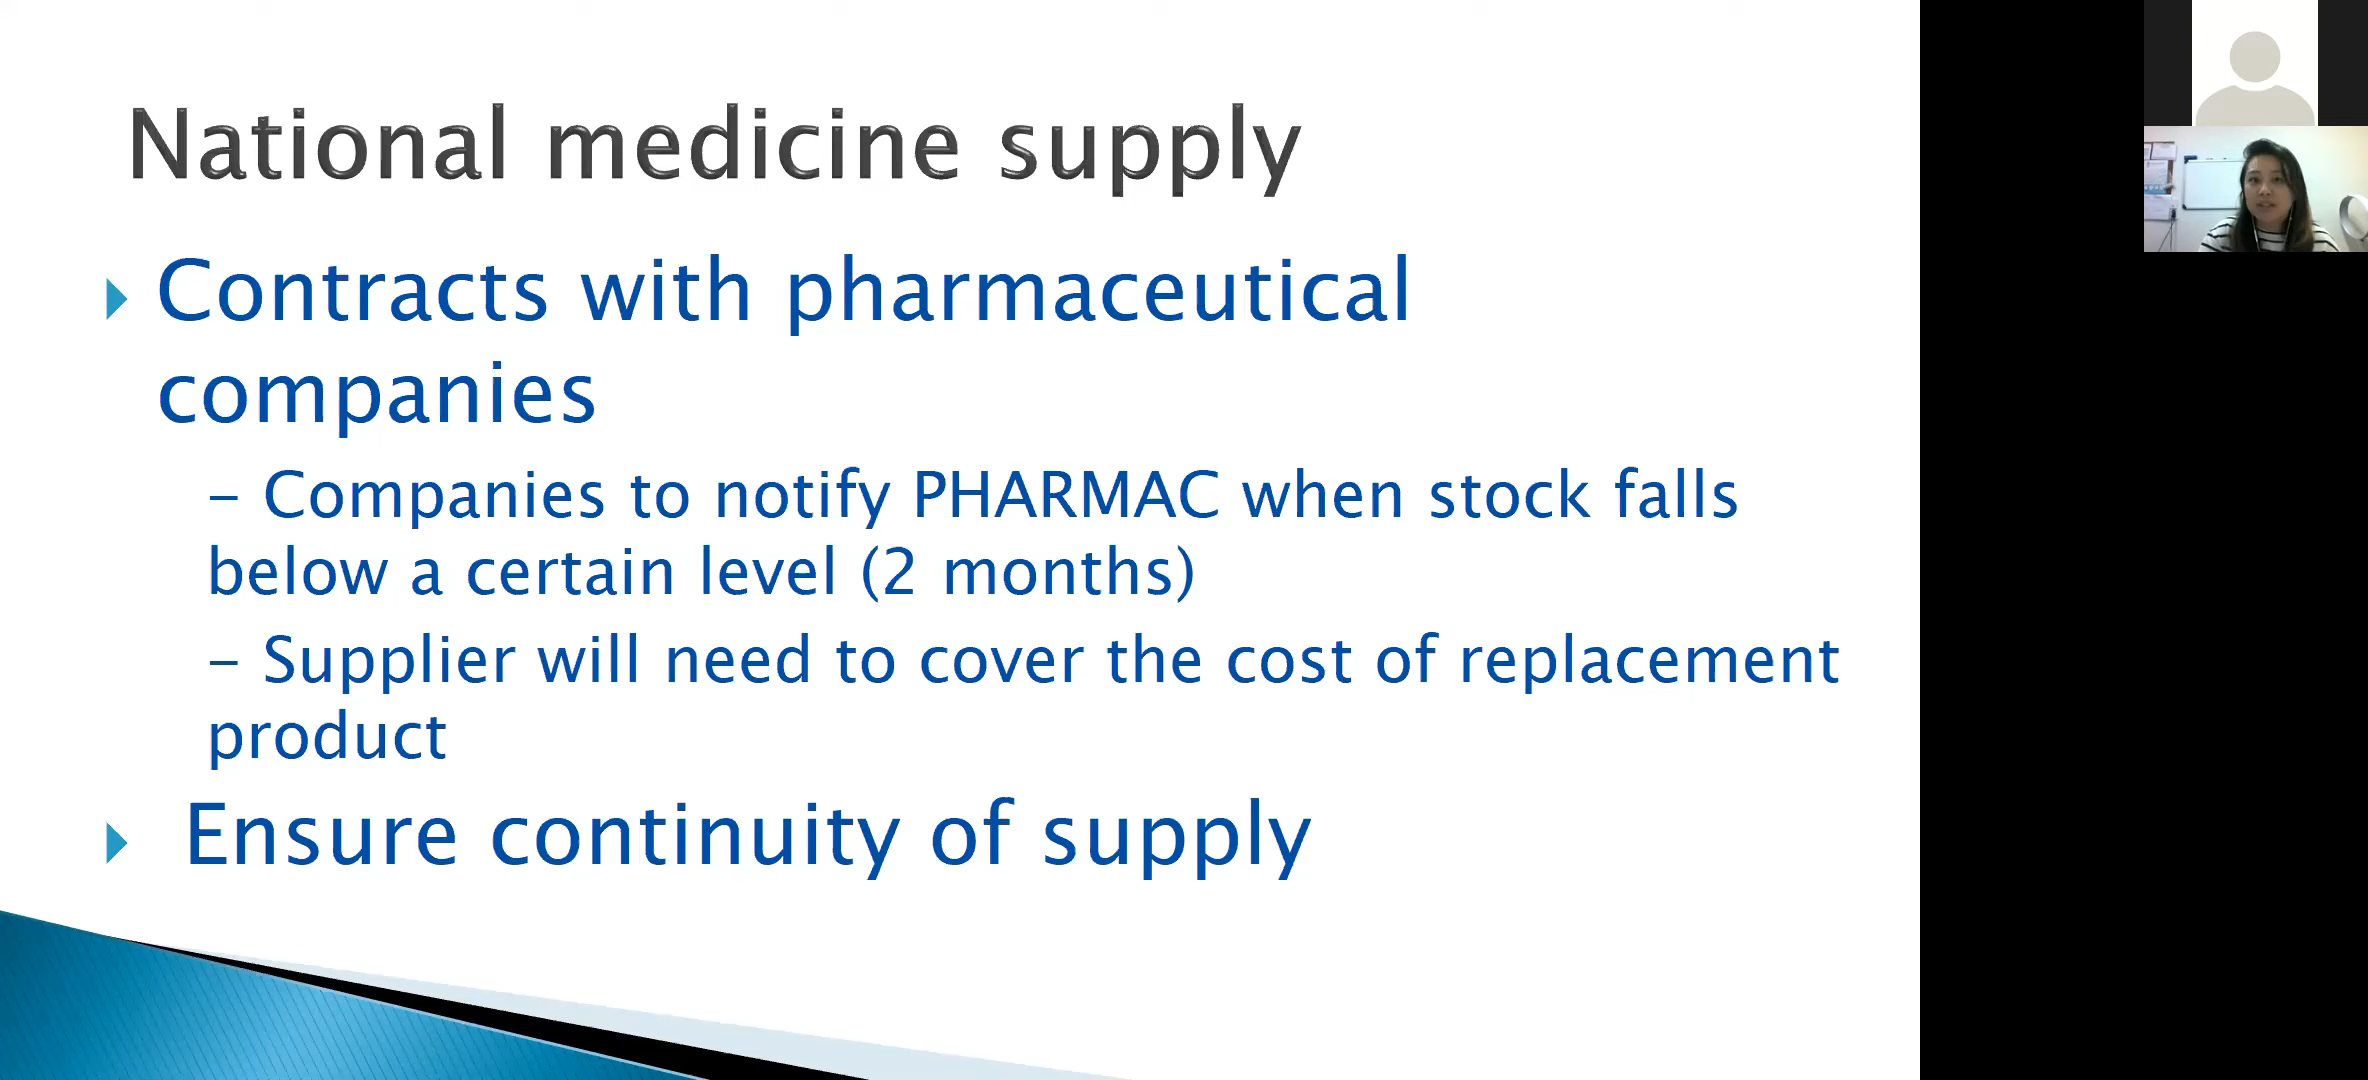 National medicine supply
Contracts with pharmaceutical
companies
- Companies to notify PHARMAC when stock falls
below a certain level (2 months)
- Supplier will need to cover the cost of replacement
product
Ensure continuity of supply